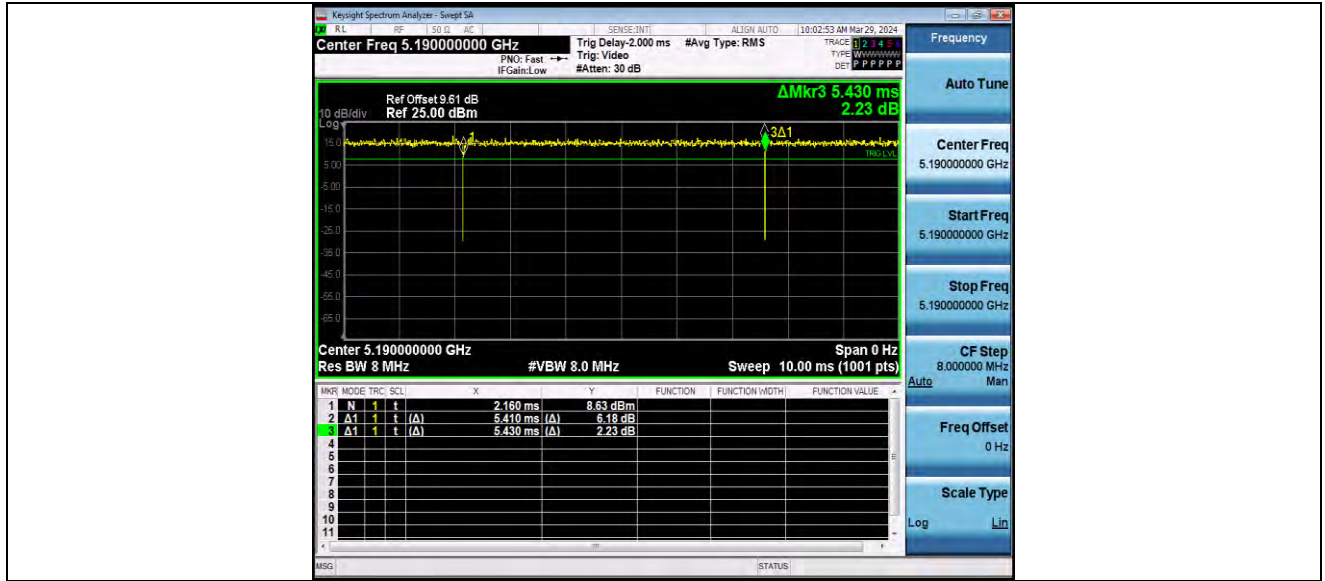 Keysight Spectrum Analyzer - Swept SA
RL RF 50 Ω AC SENSE:INT ALIGN AUTO 10:02:53 AM Mar 29, 2024
Center Freq 5.190000000 GHz
Trig Delay-2.000 ms #Avg Type: RMS
TRACE 1 2 3 4 5 6
PNO: Fast
Trig: Video
TYPE
IFGain:Low
#Atten: 30 dB
DET P P P P P P
ΔMkr3 5.430 ms
2.23 dB
Ref Offset 9.61 dB
10 dB/div Ref 25.00 dBm
Log
15.0
5.00
-5.00
-15.0
-25.0
-35.0
-45.0
-55.0
-65.0
1
3Δ1
TRIG LVL
Center 5.190000000 GHz Span 0 Hz
Res BW 8 MHz #VBW 8.0 MHz Sweep 10.00 ms (1001 pts)
MKR MODE TRC SCL X Y FUNCTION FUNCTION WIDTH FUNCTION VALUE
1 N 1 t 2.160 ms 8.63 dBm
2 Δ1 1 t (Δ) 5.410 ms (Δ) 6.18 dB
3 Δ1 1 t (Δ) 5.430 ms (Δ) 2.23 dB
4
5
6
7
8
9
10
11
MSG STATUS
Frequency
Auto Tune
Center Freq
5.190000000 GHz
Start Freq
5.190000000 GHz
Stop Freq
5.190000000 GHz
CF Step
8.000000 MHz
Auto Man
Freq Offset
0 Hz
Scale Type
Log Lin